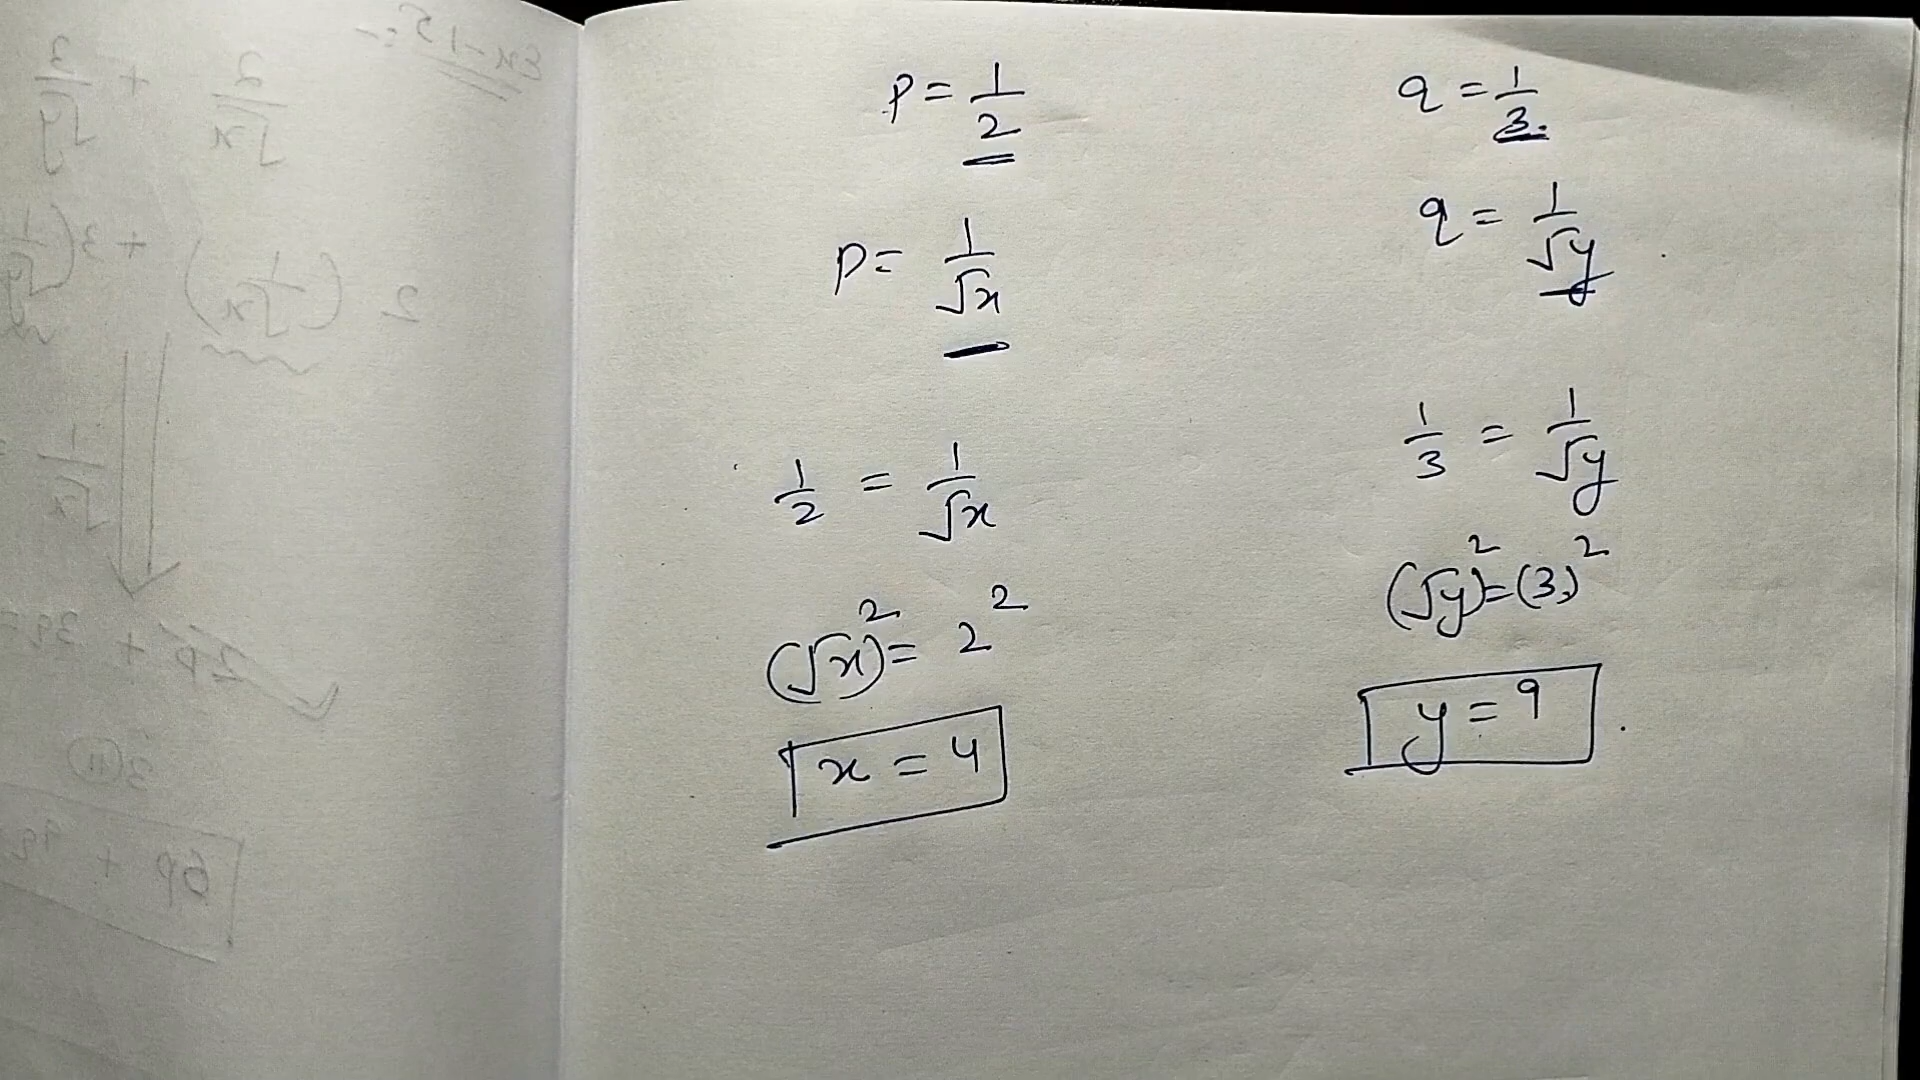 p = 1/2
p = 1/√x
1/2 = 1/√x
(√x)² = 2²
x = 4
q = 1/3.
q = 1/√y
1/3 = 1/√y
(√y)² = (3)²
y = 9